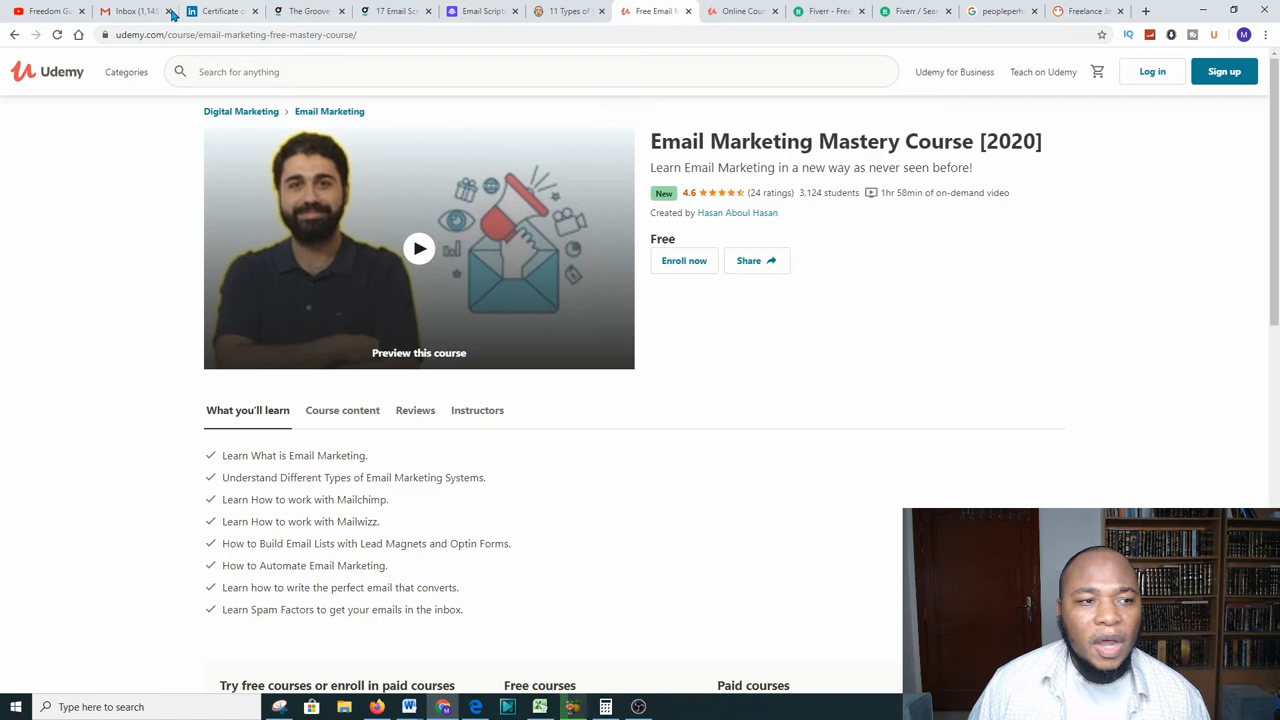 Freedom Gu
Inbox (1,145
Certificate o
The Groove
17 Email Scr
Email Script
11 Types of
Free Email M
Online Cour
Fiverr - Free
Fiverr / Sear
peopleperh
Freelance Jo
udemy.com/course/email-marketing-free-mastery-course/
IQ
M
Udemy
Categories
Search for anything
Udemy for Business
Teach on Udemy
Log in
Sign up
Digital Marketing > Email Marketing
Email Marketing Mastery Course [2020]
Learn Email Marketing in a new way as never seen before!
New 4.6 (24 ratings) 3,124 students 1hr 58min of on-demand video
Created by Hasan Aboul Hasan
Free
Enroll now
Share
Preview this course
What you'll learn
Course content
Reviews
Instructors
Learn What is Email Marketing.
Understand Different Types of Email Marketing Systems.
Learn How to work with Mailchimp.
Learn How to work with Mailwizz.
How to Build Email Lists with Lead Magnets and Optin Forms.
How to Automate Email Marketing.
Learn how to write the perfect email that converts.
Learn Spam Factors to get your emails in the inbox.
Try free courses or enroll in paid courses
Free courses
Paid courses
Type here to search